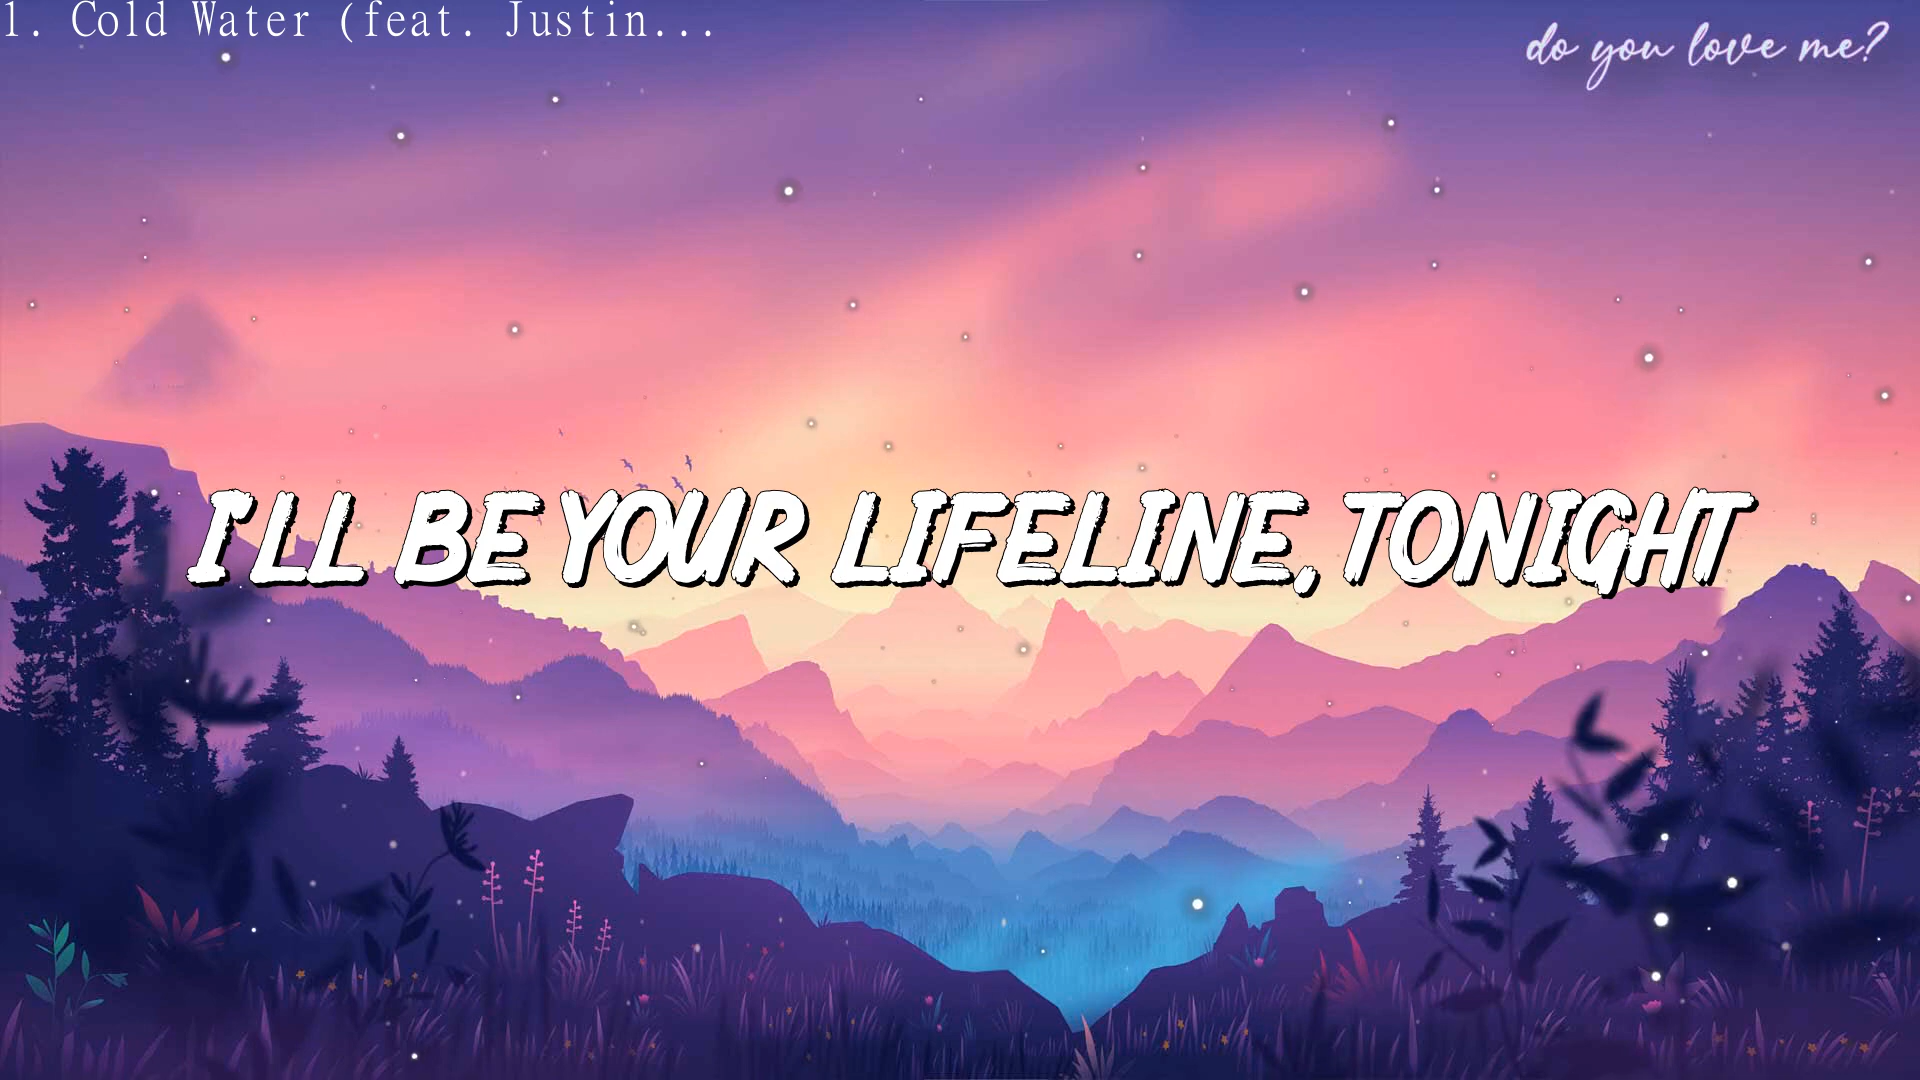 1. Cold Water (feat. Justin...
do you love me?
I'LL BE YOUR LIFELINE, TONIGHT